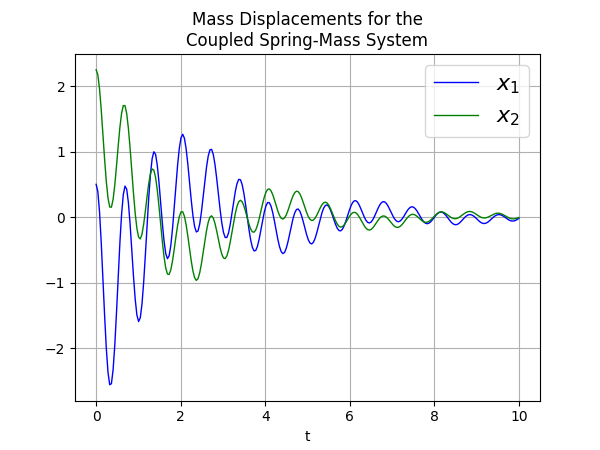 Mass Displacements for the
Coupled Spring-Mass System
x₁
x₂
2
1
0
−1
−2
0 2 4 6 8 10
t